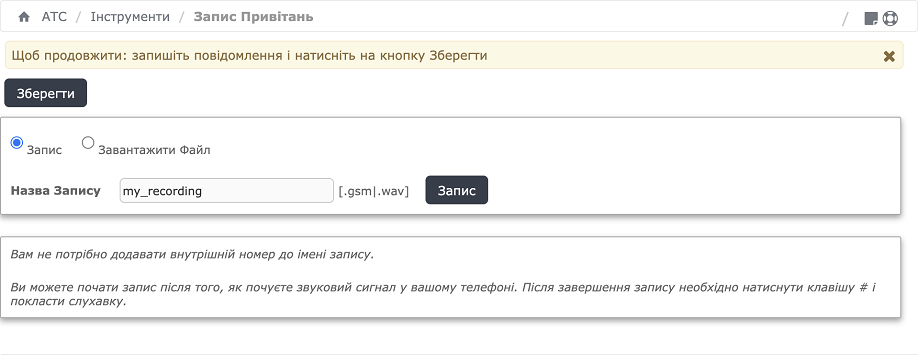 АТС / Інструменти / Запис Привітань /
Щоб продовжити: запишіть повідомлення і натисніть на кнопку Зберегти
Зберегти
Запис Завантажити Файл
Назва Запису my_recording [.gsm|.wav] Запис
Вам не потрібно додавати внутрішній номер до імені запису.
Ви можете почати запис після того, як почуєте звуковий сигнал у вашому телефоні. Після завершення запису необхідно натиснути клавішу # і
покласти слухавку.